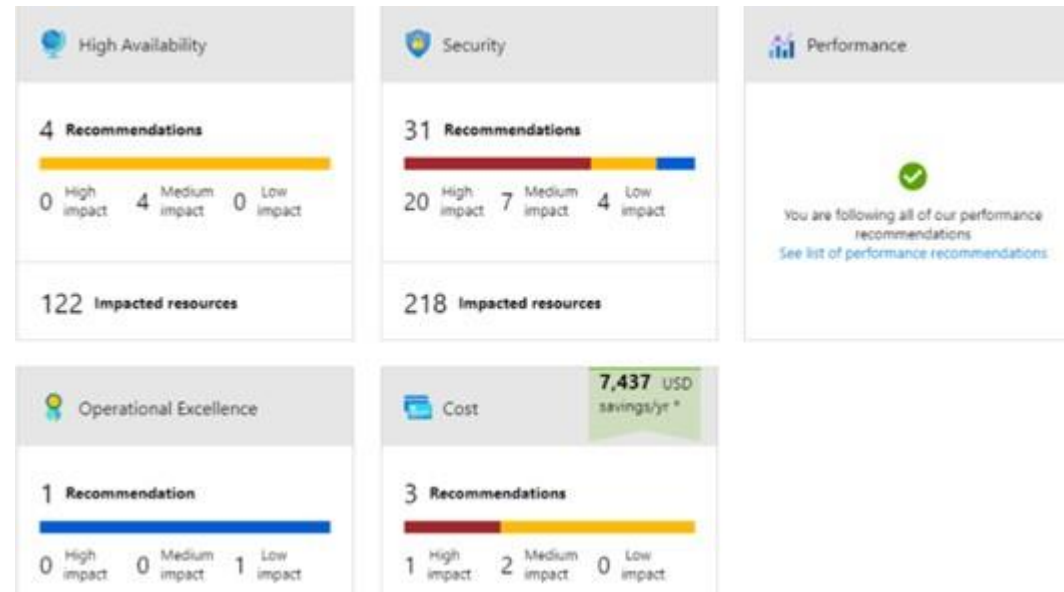 High Availability
4 Recommendations
0 High impact 4 Medium impact 0 Low impact
122 Impacted resources
Security
31 Recommendations
20 High impact 7 Medium impact 4 Low impact
218 Impacted resources
Performance
You are following all of our performance
recommendations
See list of performance recommendations
Operational Excellence
1 Recommendation
0 High impact 0 Medium impact 1 Low impact
Cost
7,437 USD
savings/yr *
3 Recommendations
1 High impact 2 Medium impact 0 Low impact